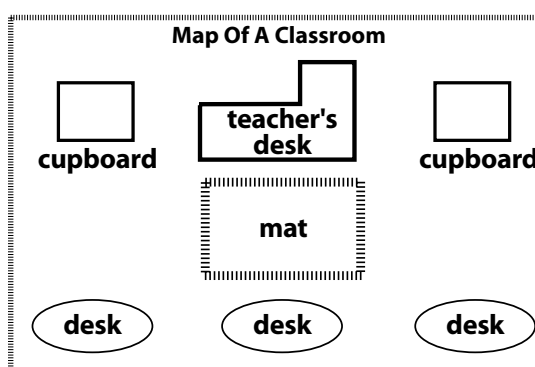 Map Of A Classroom
teacher's
desk
cupboard
cupboard
mat
desk
desk
desk